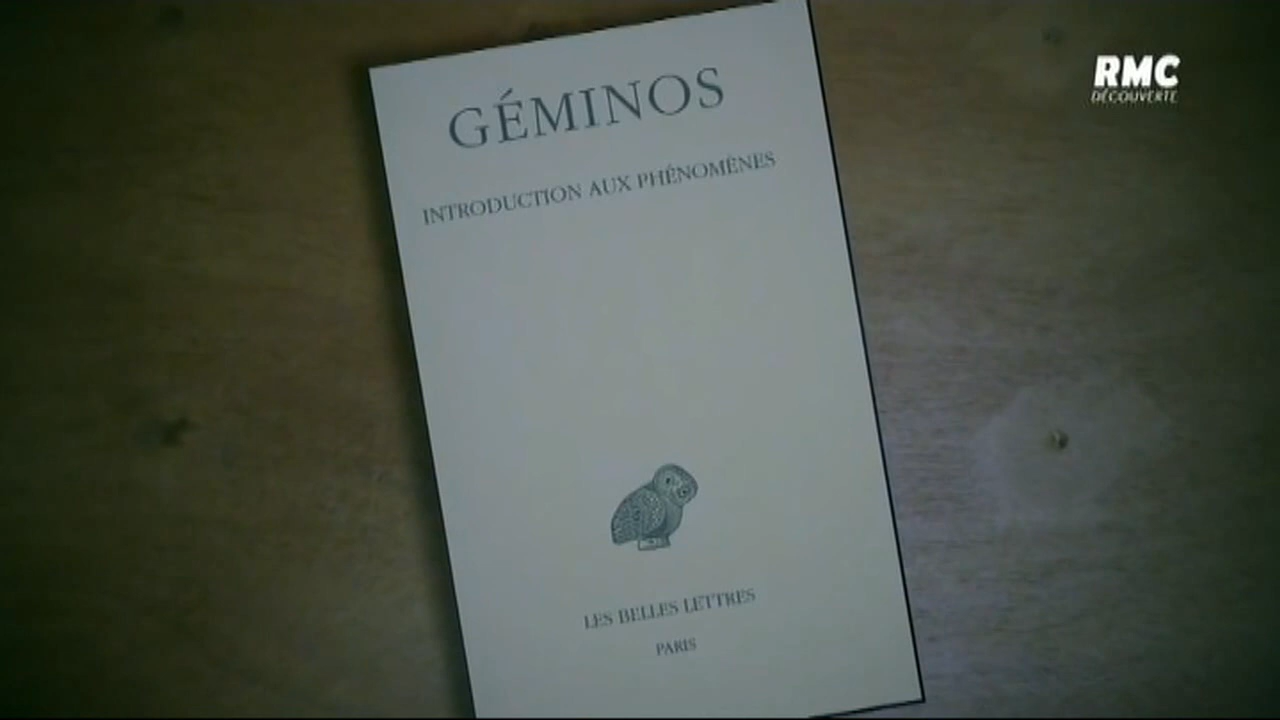 GÉMINOS
INTRODUCTION AUX PHÉNOMÈNES
LES BELLES LETTRES
PARIS
RMC
DÉCOUVERTE